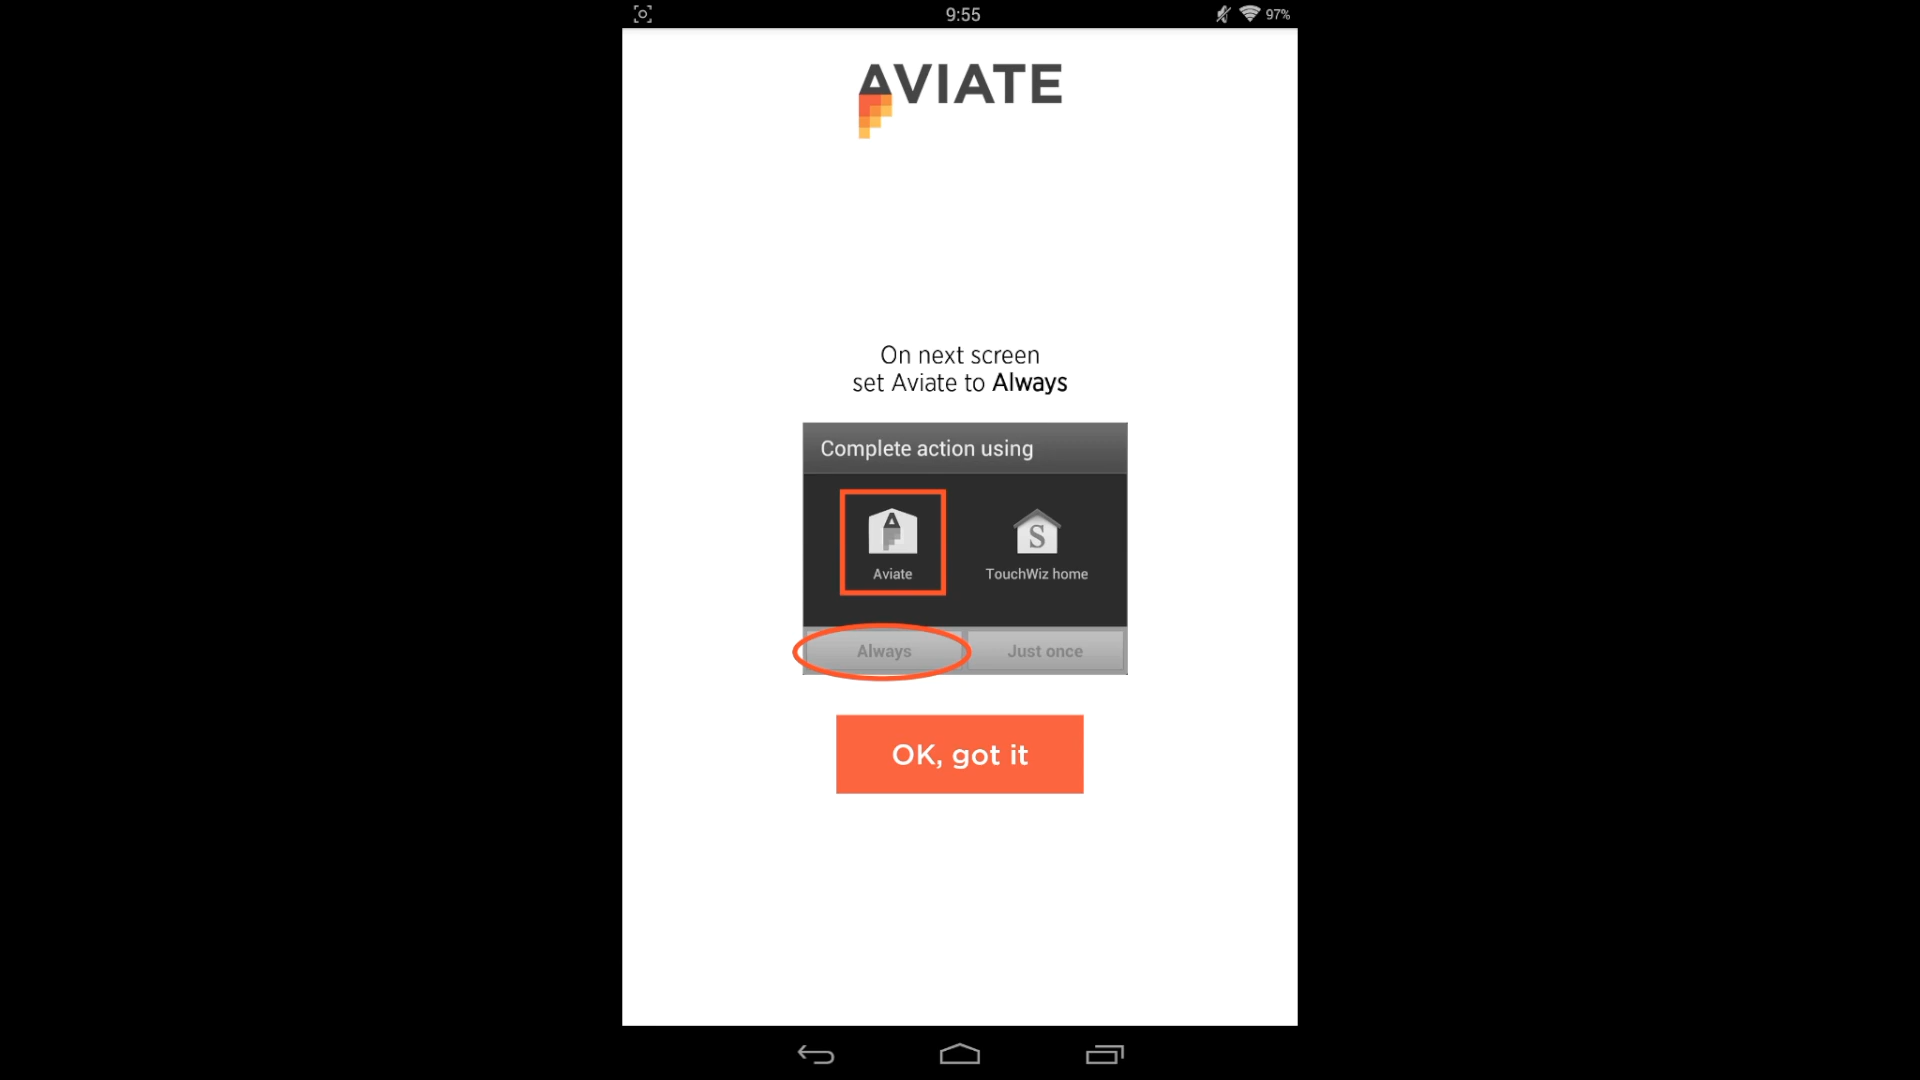 9:55
97%
AVIATE
On next screen
set Aviate to Always
Complete action using
A
S
Aviate
TouchWiz home
Always
Just once
OK, got it